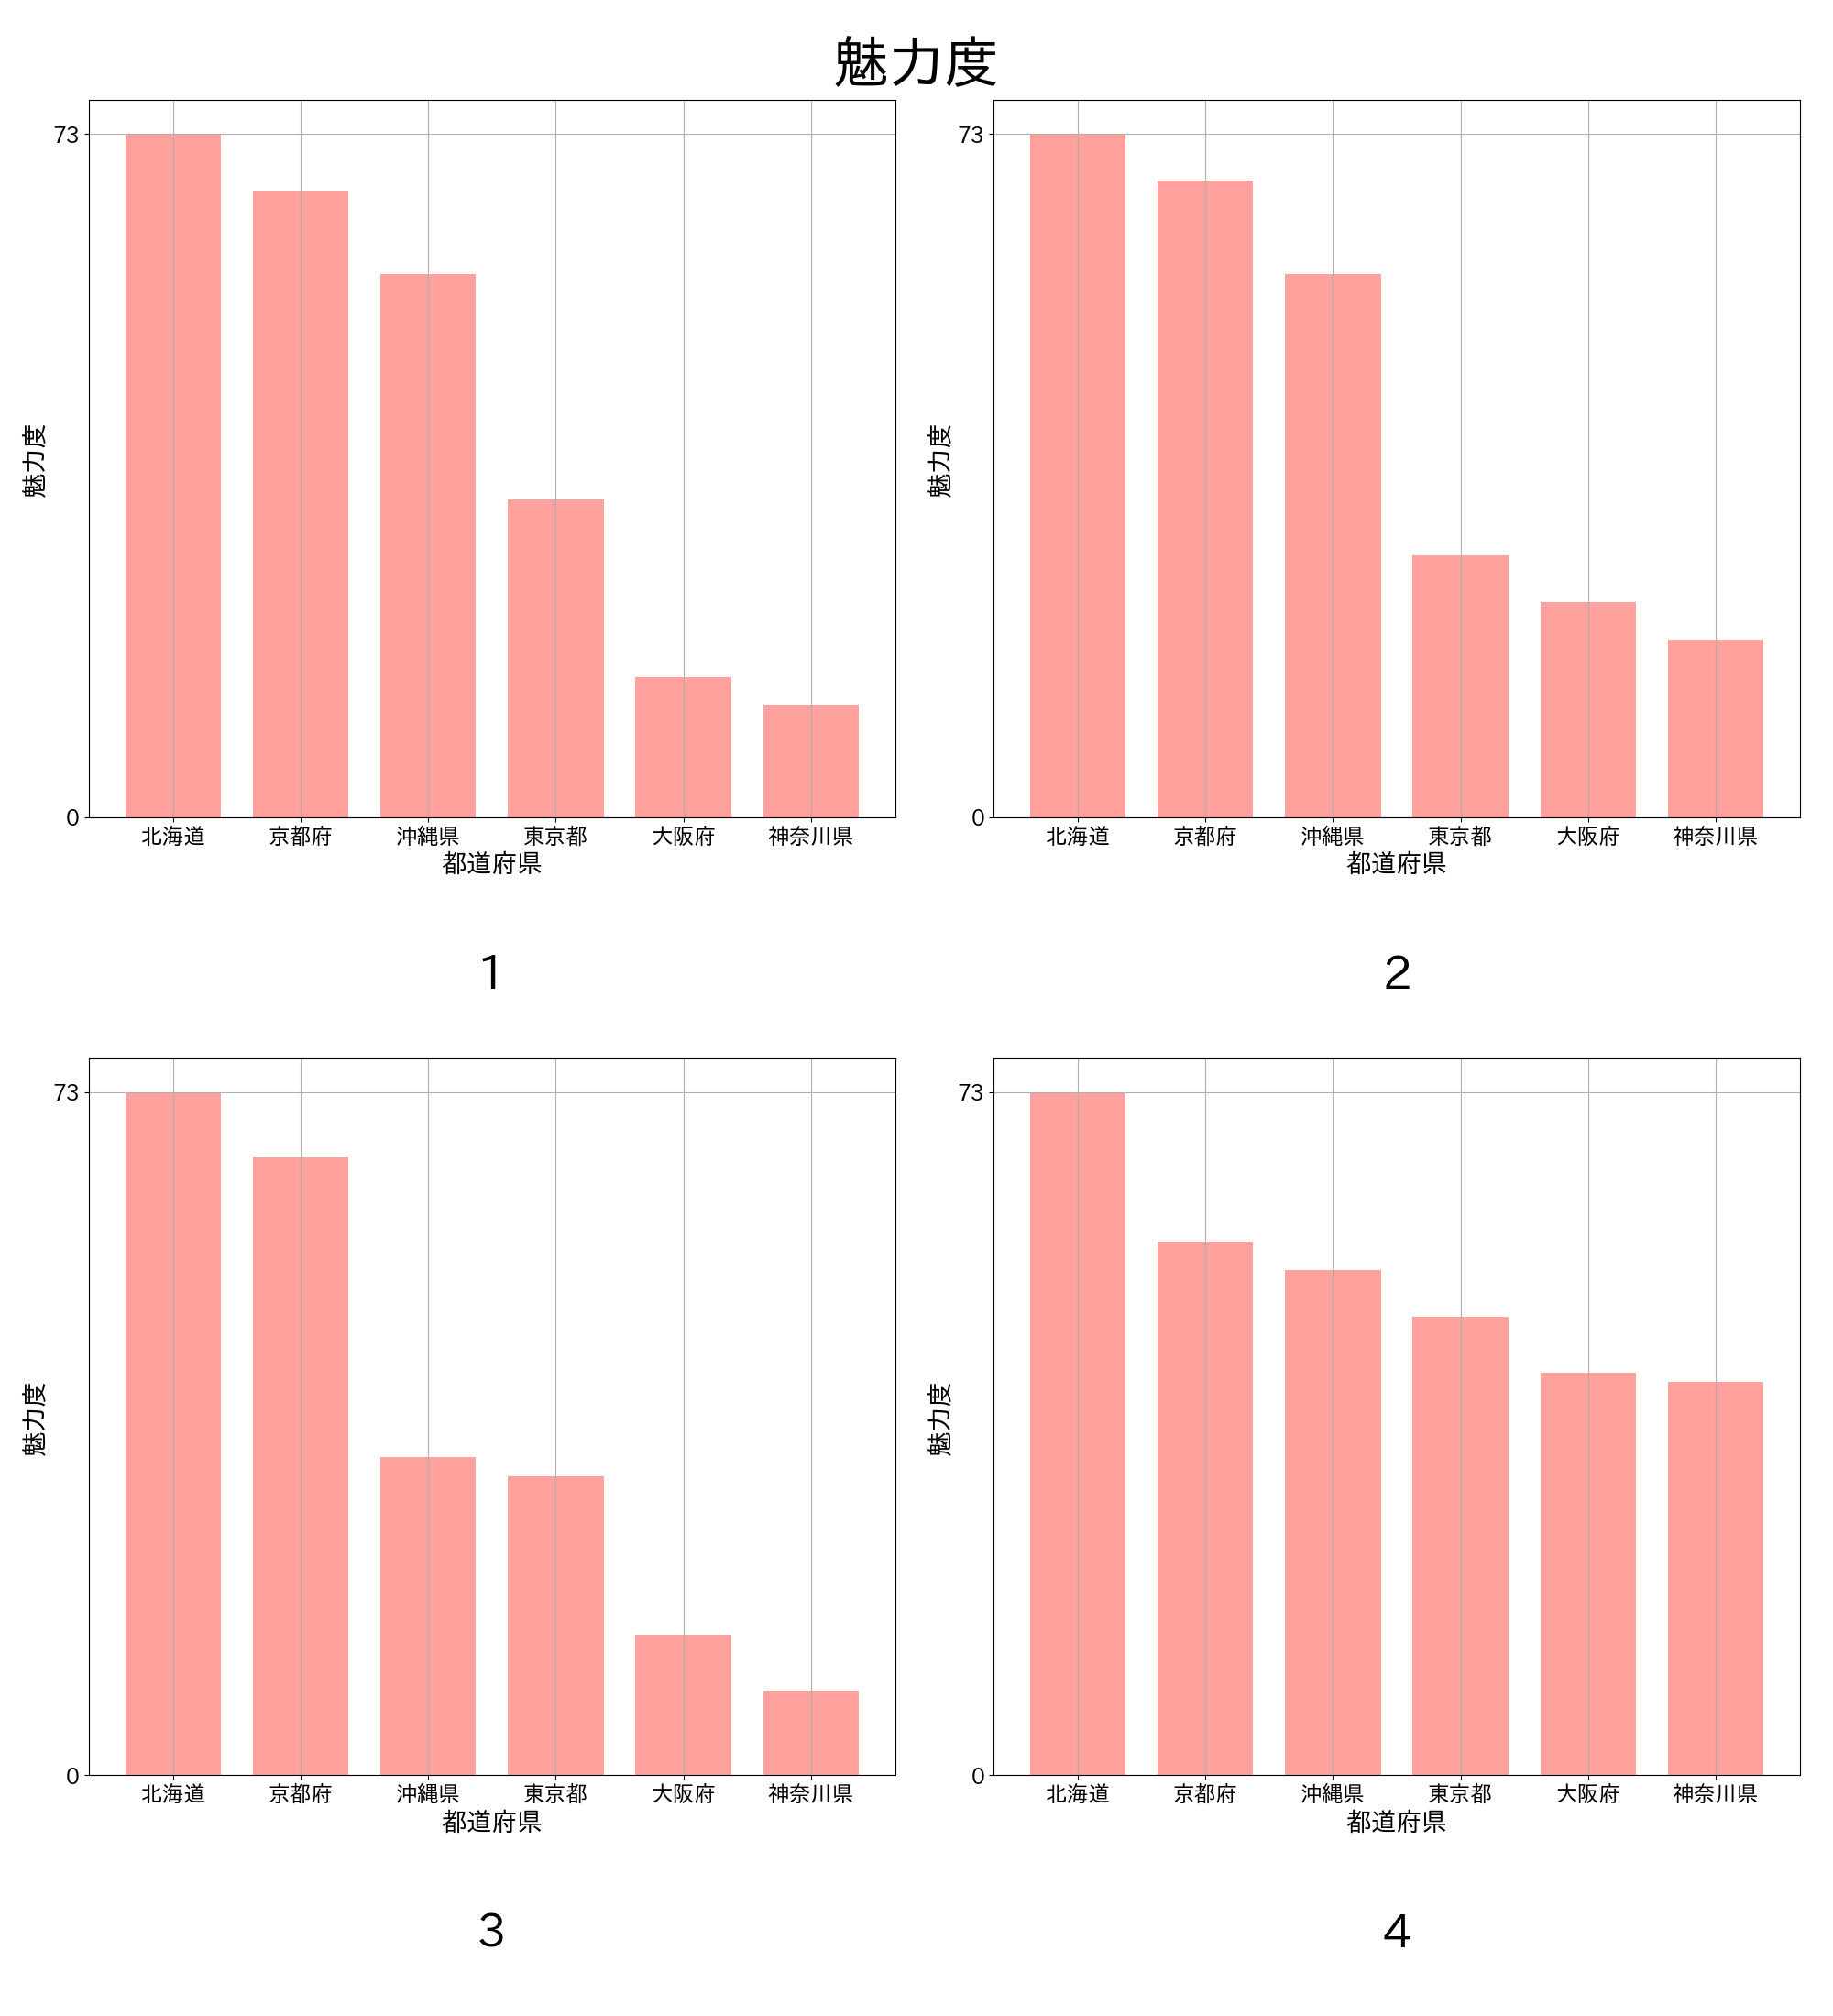 魅力度
73
0
魅力度
北海道 京都府 沖縄県 東京都 大阪府 神奈川県
都道府県
1
73
0
魅力度
北海道 京都府 沖縄県 東京都 大阪府 神奈川県
都道府県
2
73
0
魅力度
北海道 京都府 沖縄県 東京都 大阪府 神奈川県
都道府県
3
73
0
魅力度
北海道 京都府 沖縄県 東京都 大阪府 神奈川県
都道府県
4